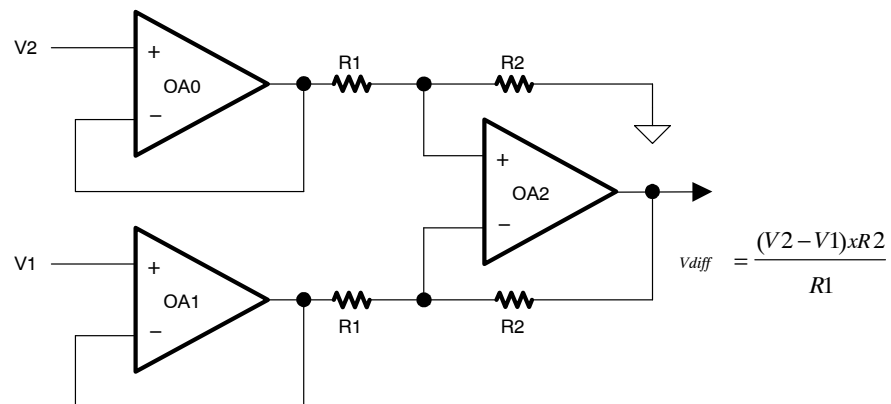 V2
+
OA0
−
R1
R2
+
OA2
−
V1
+
OA1
−
R1
R2
Vdiff = (V2−V1)xR2
R1